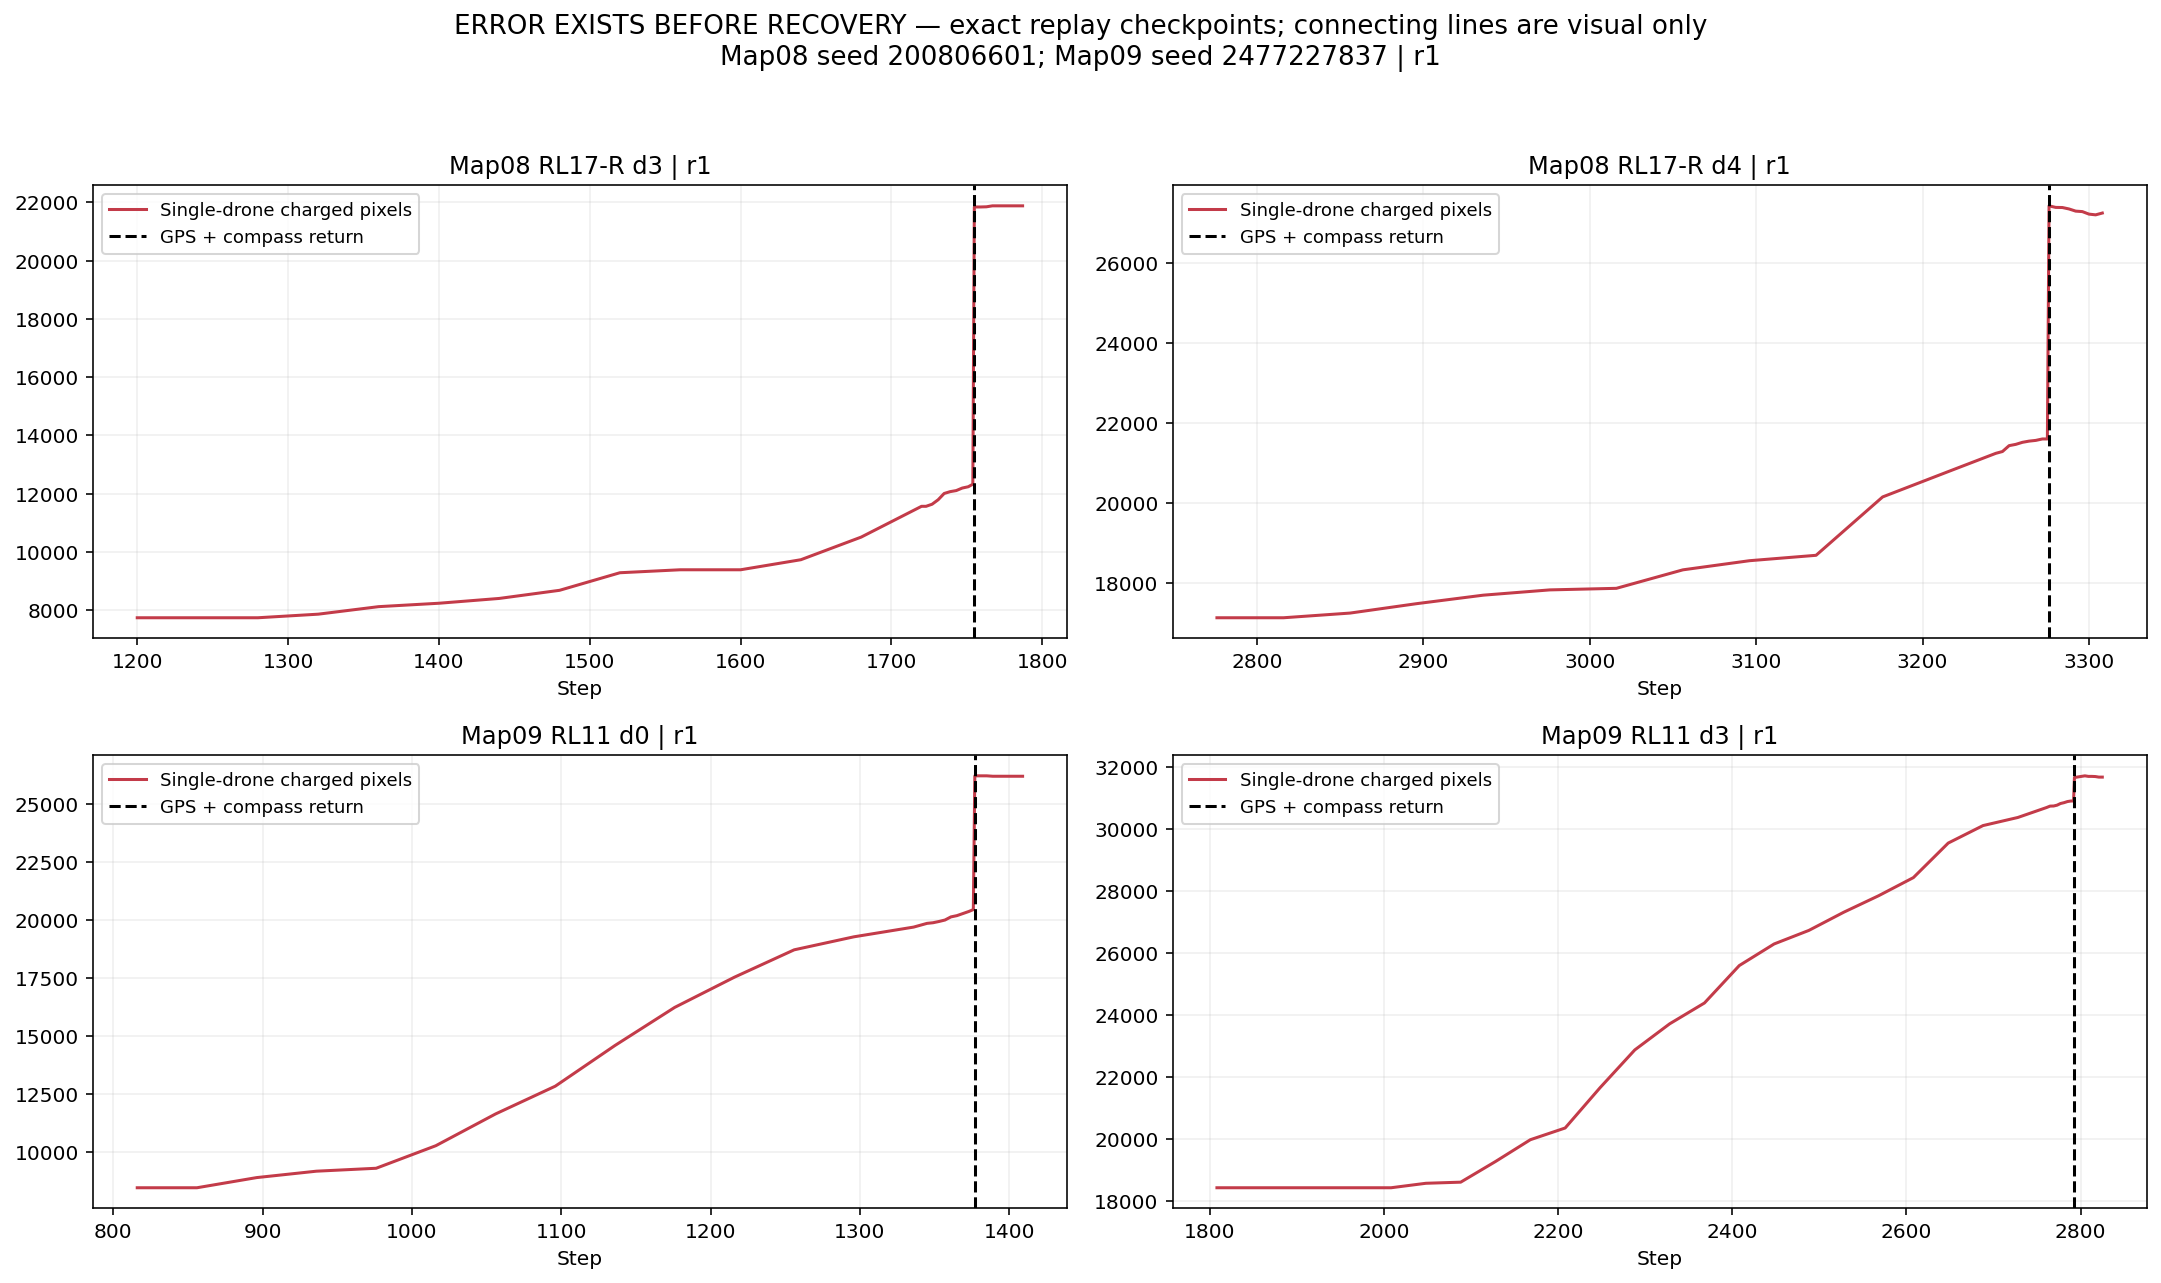 ERROR EXISTS BEFORE RECOVERY — exact replay checkpoints; connecting lines are visual only
Map08 seed 200806601; Map09 seed 2477227837 | r1
Map08 RL17-R d3 | r1
Single-drone charged pixels
GPS + compass return
22000
20000
18000
16000
14000
12000
10000
8000
1200 1300 1400 1500 1600 1700 1800
Step
Map08 RL17-R d4 | r1
Single-drone charged pixels
GPS + compass return
26000
24000
22000
20000
18000
2800 2900 3000 3100 3200 3300
Step
Map09 RL11 d0 | r1
Single-drone charged pixels
GPS + compass return
25000
22500
20000
17500
15000
12500
10000
800 900 1000 1100 1200 1300 1400
Step
Map09 RL11 d3 | r1
Single-drone charged pixels
GPS + compass return
32000
30000
28000
26000
24000
22000
20000
18000
1800 2000 2200 2400 2600 2800
Step